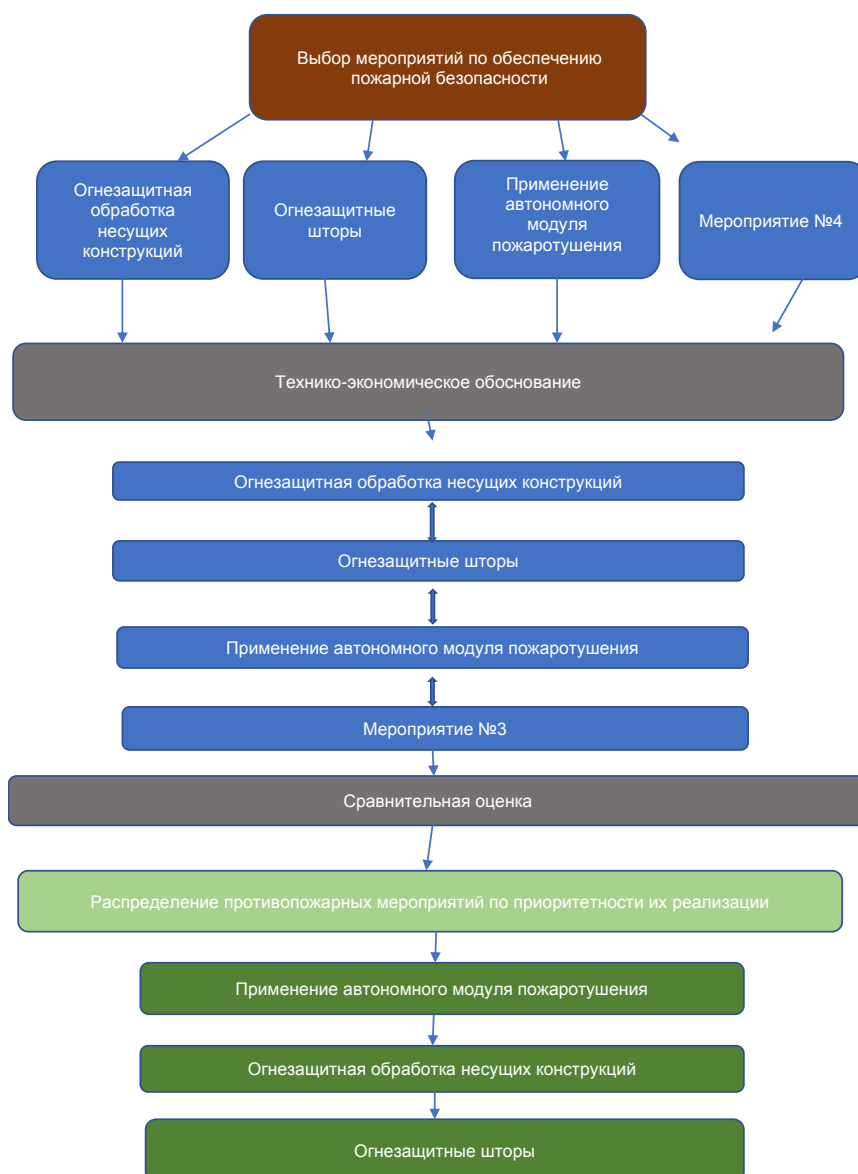 Выбор мероприятий по обеспечению
пожарной безопасности
Огнезащитная
обработка
несущих
конструкций
Огнезащитные
шторы
Применение
автономного
модуля
пожаротушения
Мероприятие №4
Технико-экономическое обоснование
Огнезащитная обработка несущих конструкций
Огнезащитные шторы
Применение автономного модуля пожаротушения
Мероприятие №3
Сравнительная оценка
Распределение противопожарных мероприятий по приоритетности их реализации
Применение автономного модуля пожаротушения
Огнезащитная обработка несущих конструкций
Огнезащитные шторы